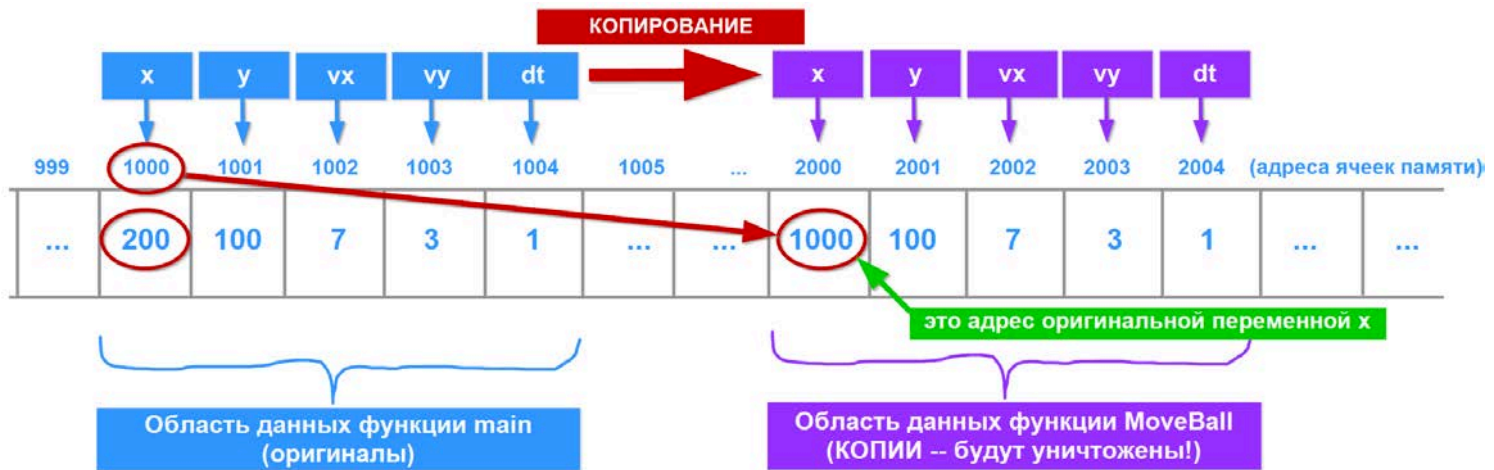 КОПИРОВАНИЕ
x y vx vy dt x y vx vy dt
999 1000 1001 1002 1003 1004 1005 ... 2000 2001 2002 2003 2004 (адреса ячеек памяти)
... 200 100 7 3 1 ... ... 1000 100 7 3 1 ... ...
это адрес оригинальной переменной x
Область данных функции main
(оригиналы)
Область данных функции MoveBall
(КОПИИ -- будут уничтожены!)